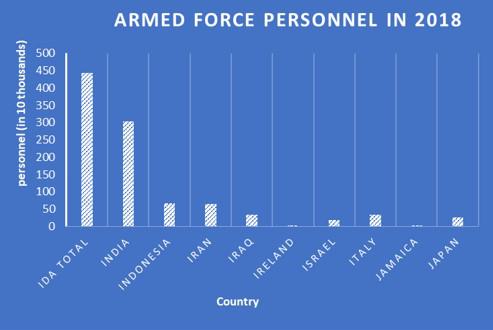 ARMED FORCE PERSONNEL IN 2018
personnel (in 10 thousands)
500
450
400
350
300
250
200
150
100
50
0
IDA TOTAL
INDIA
INDONESIA
IRAN
IRAQ
IRELAND
ISRAEL
ITALY
JAMAICA
JAPAN
Country